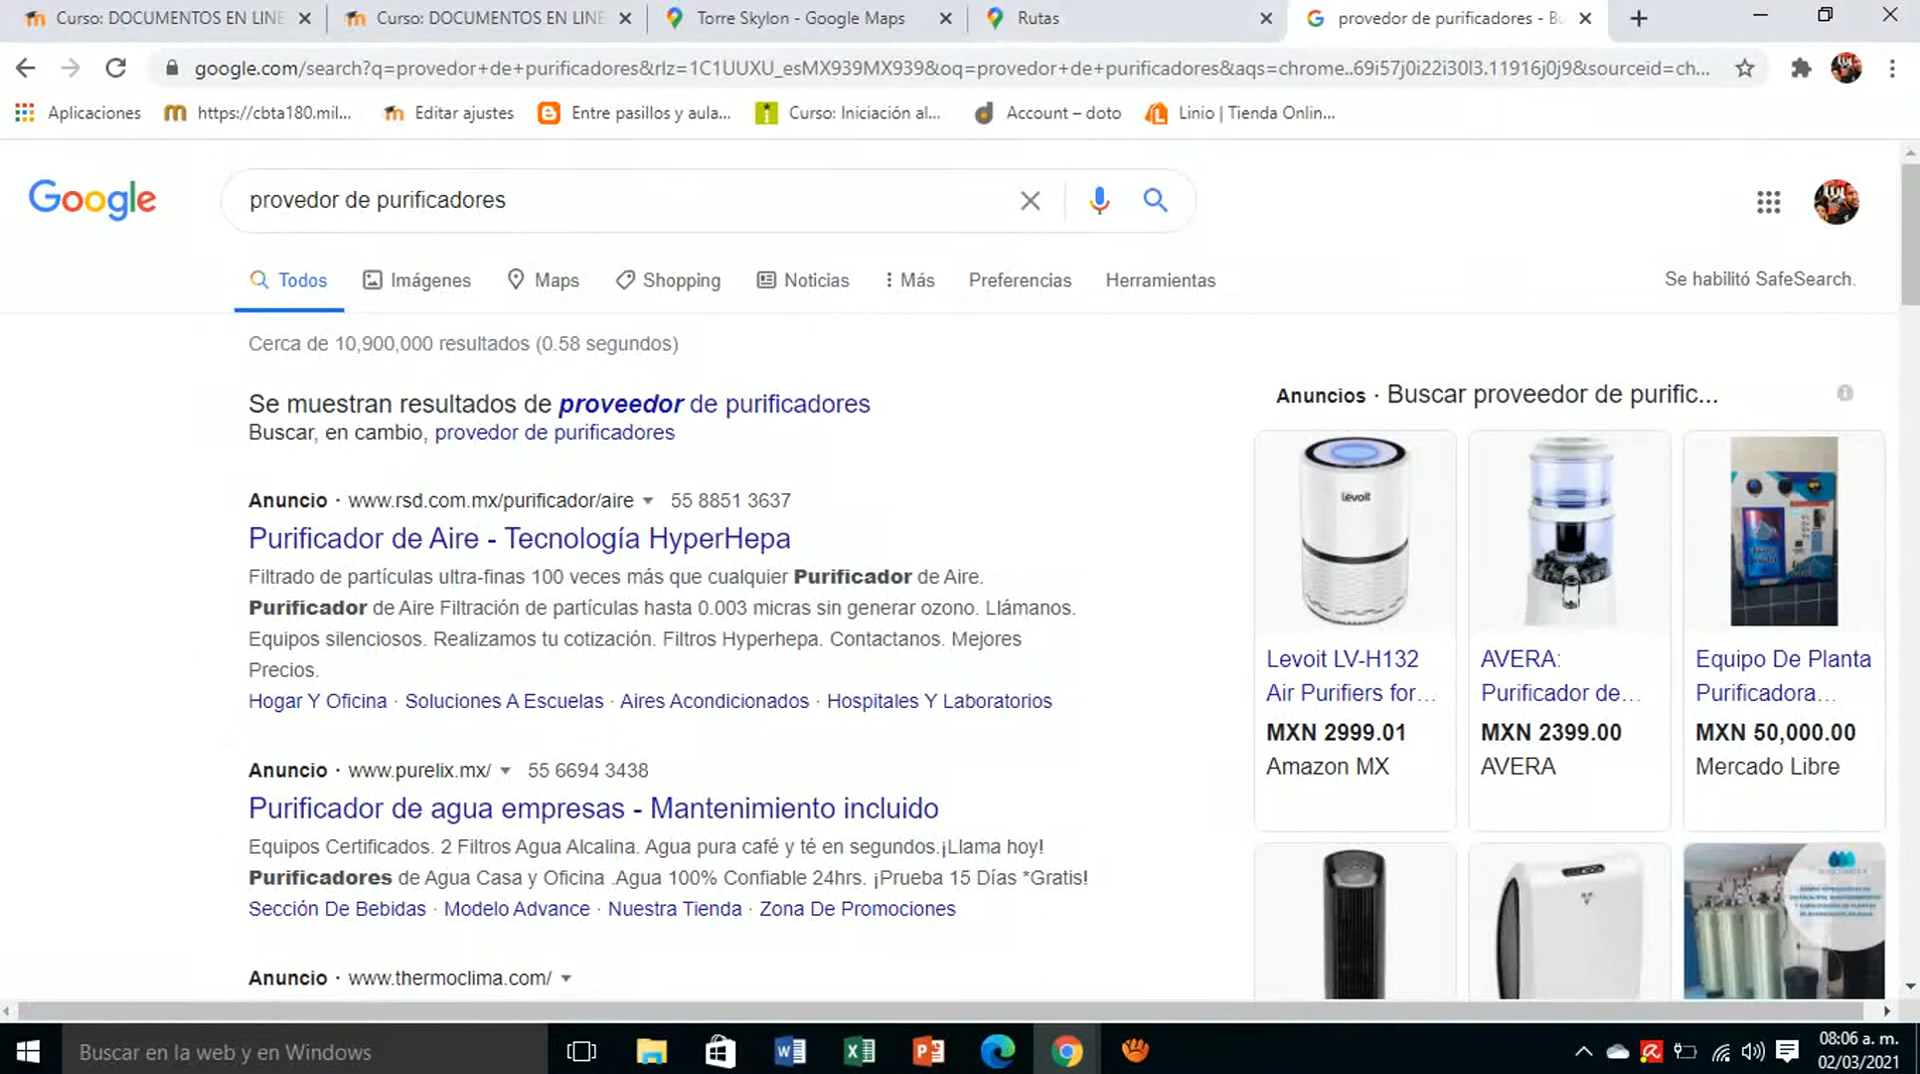 Curso: DOCUMENTOS EN LINE
Curso: DOCUMENTOS EN LINE
Torre Skylon - Google Maps
Rutas
provedor de purificadores - Bu
google.com/search?q=provedor+de+purificadores&rlz=1C1UUXU_esMX939MX939&oq=provedor+de+purificadores&aqs=chrome..69i57j0i22i30l3.11916j0j9&sourceid=ch...
Aplicaciones
https://cbta180.mil...
Editar ajustes
Entre pasillos y aula...
Curso: Iniciación al...
Account – doto
Linio | Tienda Onlin...
Google
provedor de purificadores
Todos
Imágenes
Maps
Shopping
Noticias
Más
Preferencias
Herramientas
Se habilitó SafeSearch.
Cerca de 10,900,000 resultados (0.58 segundos)
Se muestran resultados de proveedor de purificadores
Buscar, en cambio, provedor de purificadores
Anuncio · www.rsd.com.mx/purificador/aire 55 8851 3637
Purificador de Aire - Tecnología HyperHepa
Filtrado de partículas ultra-finas 100 veces más que cualquier Purificador de Aire.
Purificador de Aire Filtración de partículas hasta 0.003 micras sin generar ozono. Llámanos.
Equipos silenciosos. Realizamos tu cotización. Filtros Hyperhepa. Contactanos. Mejores
Precios.
Hogar Y Oficina · Soluciones A Escuelas · Aires Acondicionados · Hospitales Y Laboratorios
Anuncio · www.purelix.mx/ 55 6694 3438
Purificador de agua empresas - Mantenimiento incluido
Equipos Certificados. 2 Filtros Agua Alcalina. Agua pura café y té en segundos.¡Llama hoy!
Purificadores de Agua Casa y Oficina .Agua 100% Confiable 24hrs. ¡Prueba 15 Días *Gratis!
Sección De Bebidas · Modelo Advance · Nuestra Tienda · Zona De Promociones
Anuncio · www.thermoclima.com/
Anuncios · Buscar proveedor de purific...
levoit
Levoit LV-H132
Air Purifiers for...
MXN 2999.01
Amazon MX
AVERA:
Purificador de...
MXN 2399.00
AVERA
Equipo De Planta
Purificadora...
MXN 50,000.00
Mercado Libre
Buscar en la web y en Windows
08:06 a. m.
02/03/2021